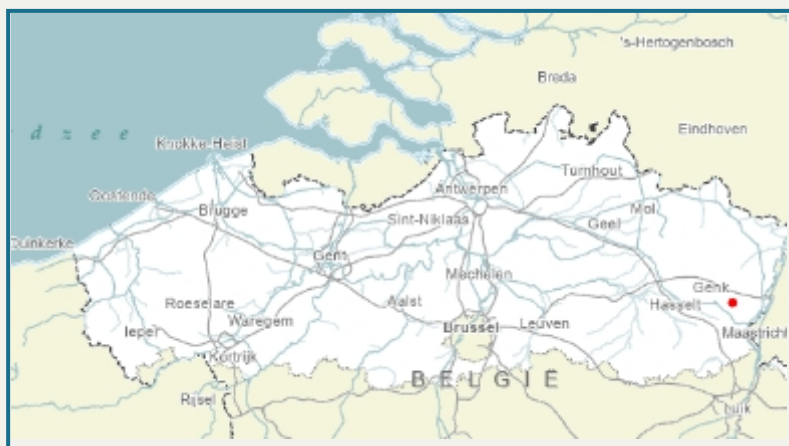 's-Hertogenbosch
Breda
Eindhoven
d z e e
Knokke-Heist
Turnhout
Antwerpen
Oostende
Brugge
Mol
Sint-Niklaas
Geel
Duinkerke
Gent
Mechelen
Genk
Roeselare
Aalst
Hasselt
Waregem
Brussel
Leuven
Ieper
Maastricht
Kortrijk
BELGIË
Rijsel
Luik